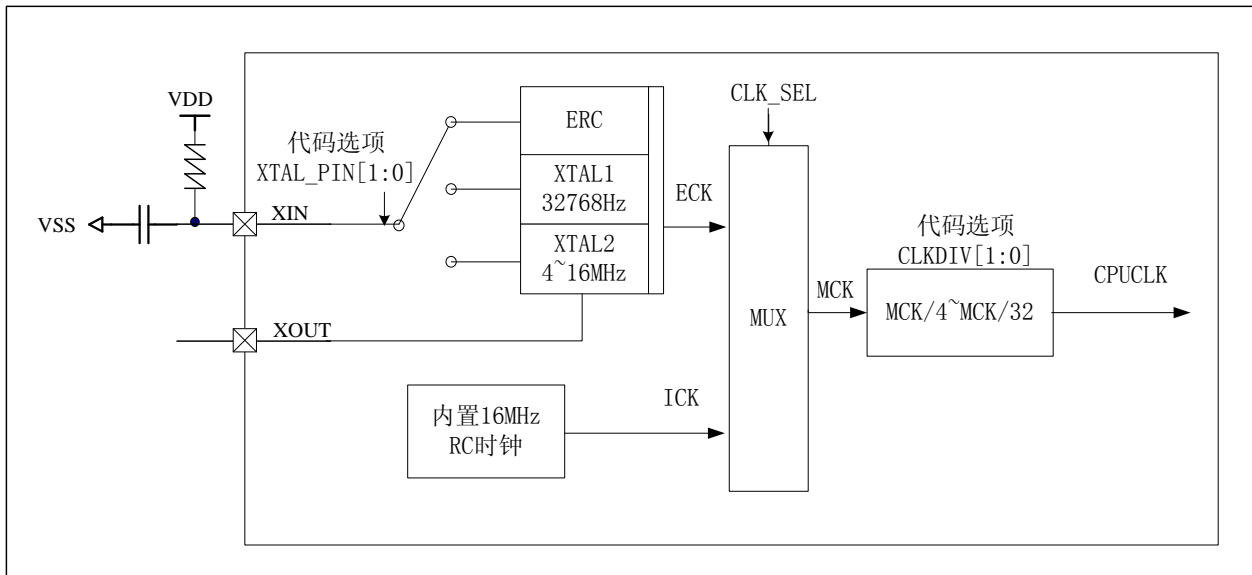 VDD
代码选项
XTAL_PIN[1:0]
VSS
XIN
XOUT
ERC
XTAL1
32768Hz
XTAL2
4~16MHz
ECK
内置16MHz
RC时钟
ICK
CLK_SEL
MUX
MCK
代码选项
CLKDIV[1:0]
MCK/4~MCK/32
CPUCLK